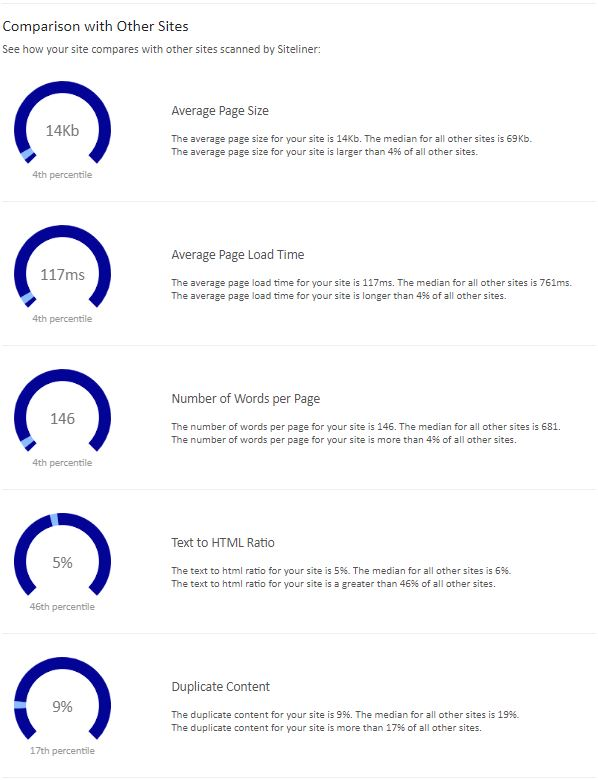 Comparison with Other Sites
See how your site compares with other sites scanned by Siteliner:
14Kb
4th percentile
Average Page Size
The average page size for your site is 14Kb. The median for all other sites is 69Kb.
The average page size for your site is larger than 4% of all other sites.
117ms
4th percentile
Average Page Load Time
The average page load time for your site is 117ms. The median for all other sites is 761ms.
The average page load time for your site is longer than 4% of all other sites.
146
4th percentile
Number of Words per Page
The number of words per page for your site is 146. The median for all other sites is 681.
The number of words per page for your site is more than 4% of all other sites.
5%
46th percentile
Text to HTML Ratio
The text to html ratio for your site is 5%. The median for all other sites is 6%.
The text to html ratio for your site is a greater than 46% of all other sites.
9%
17th percentile
Duplicate Content
The duplicate content for your site is 9%. The median for all other sites is 19%.
The duplicate content for your site is more than 17% of all other sites.